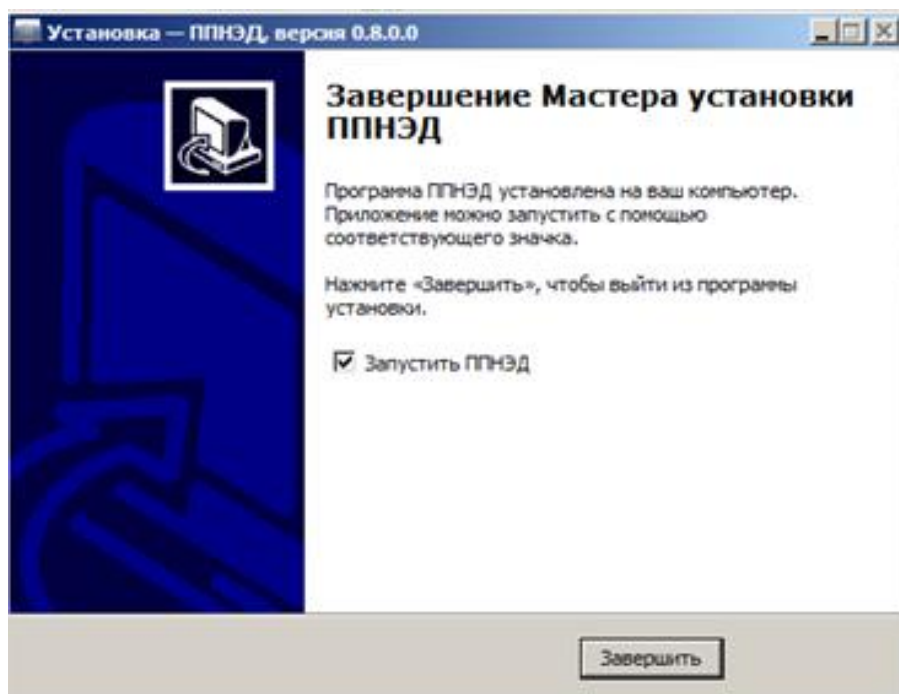 Установка — ППНЭД, версия 0.8.0.0
Завершение Мастера установки
ППНЭД
Программа ППНЭД установлена на ваш компьютер.
Приложение можно запустить с помощью
соответствующего значка.
Нажмите «Завершить», чтобы выйти из программы
установки.
Запустить ППНЭД
Завершить